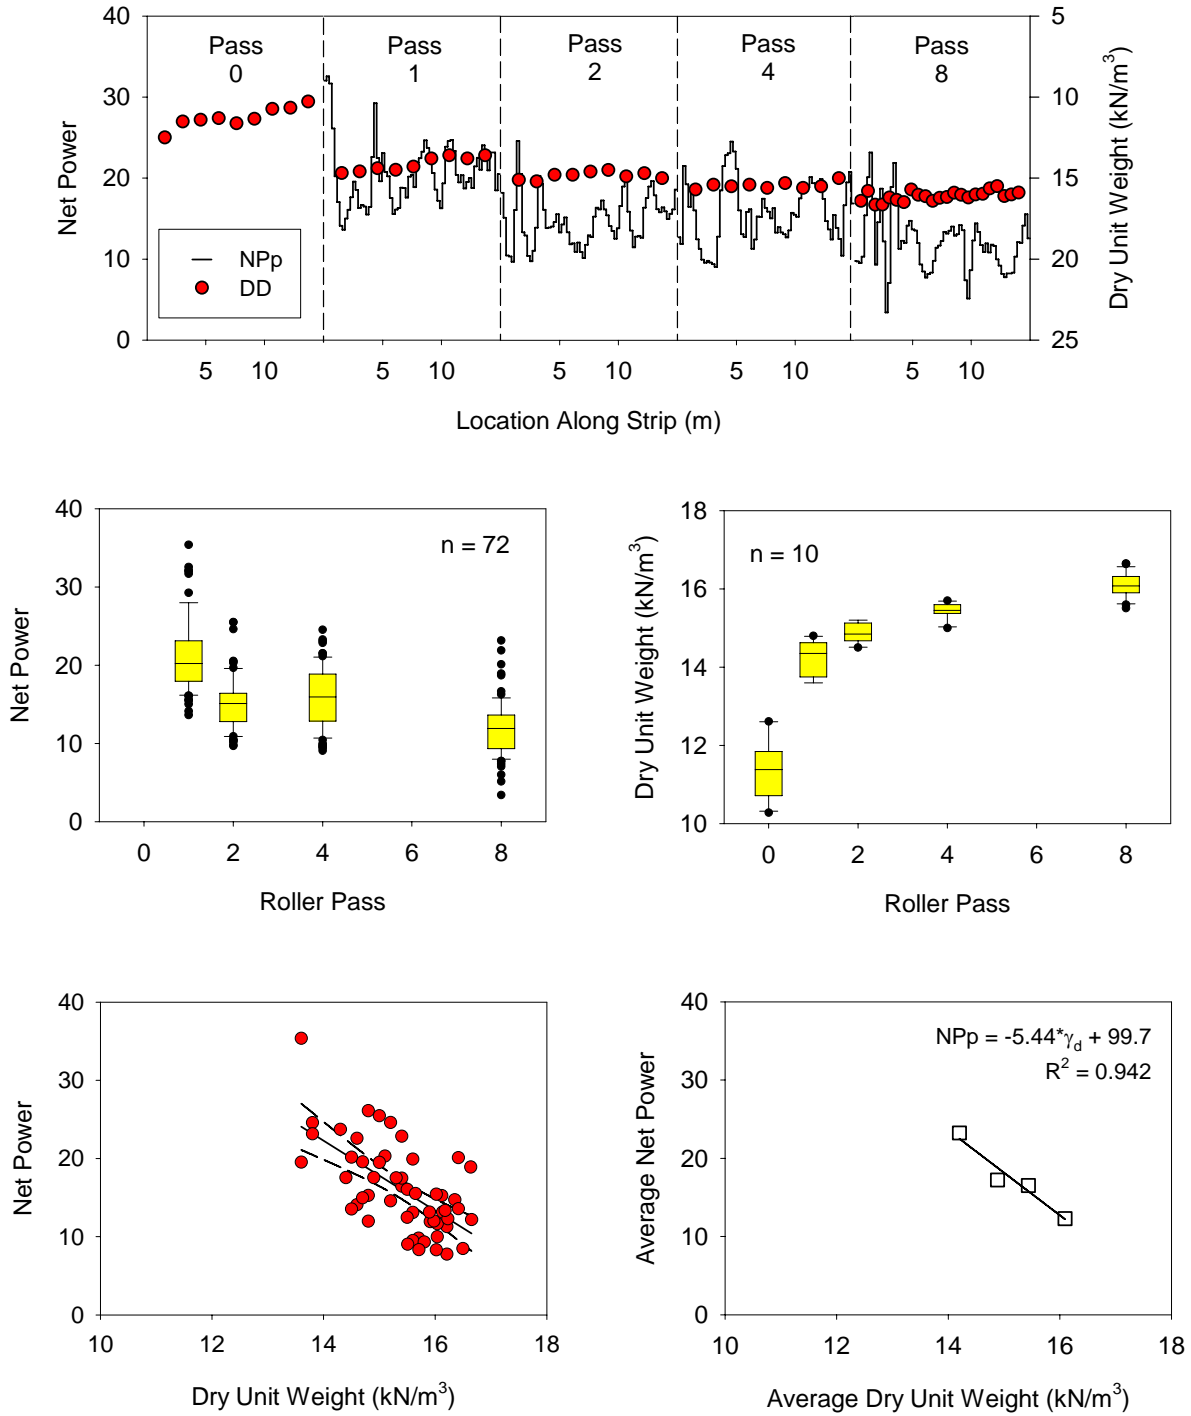 40
30
20
10
0
Net Power
Pass
0
Pass
1
Pass
2
Pass
4
Pass
8
NPp
DD
5
10
15
20
25
Dry Unit Weight (kN/m³)
5 10 5 10 5 10 5 10 5 10
Location Along Strip (m)
40
30
20
10
0
Net Power
n = 72
0 2 4 6 8
Roller Pass
18
16
14
12
10
Dry Unit Weight (kN/m³)
n = 10
0 2 4 6 8
Roller Pass
40
30
20
10
0
Net Power
10 12 14 16 18
Dry Unit Weight (kN/m³)
40
30
20
10
0
Average Net Power
NPp = -5.44*γd + 99.7
R² = 0.942
10 12 14 16 18
Average Dry Unit Weight (kN/m³)